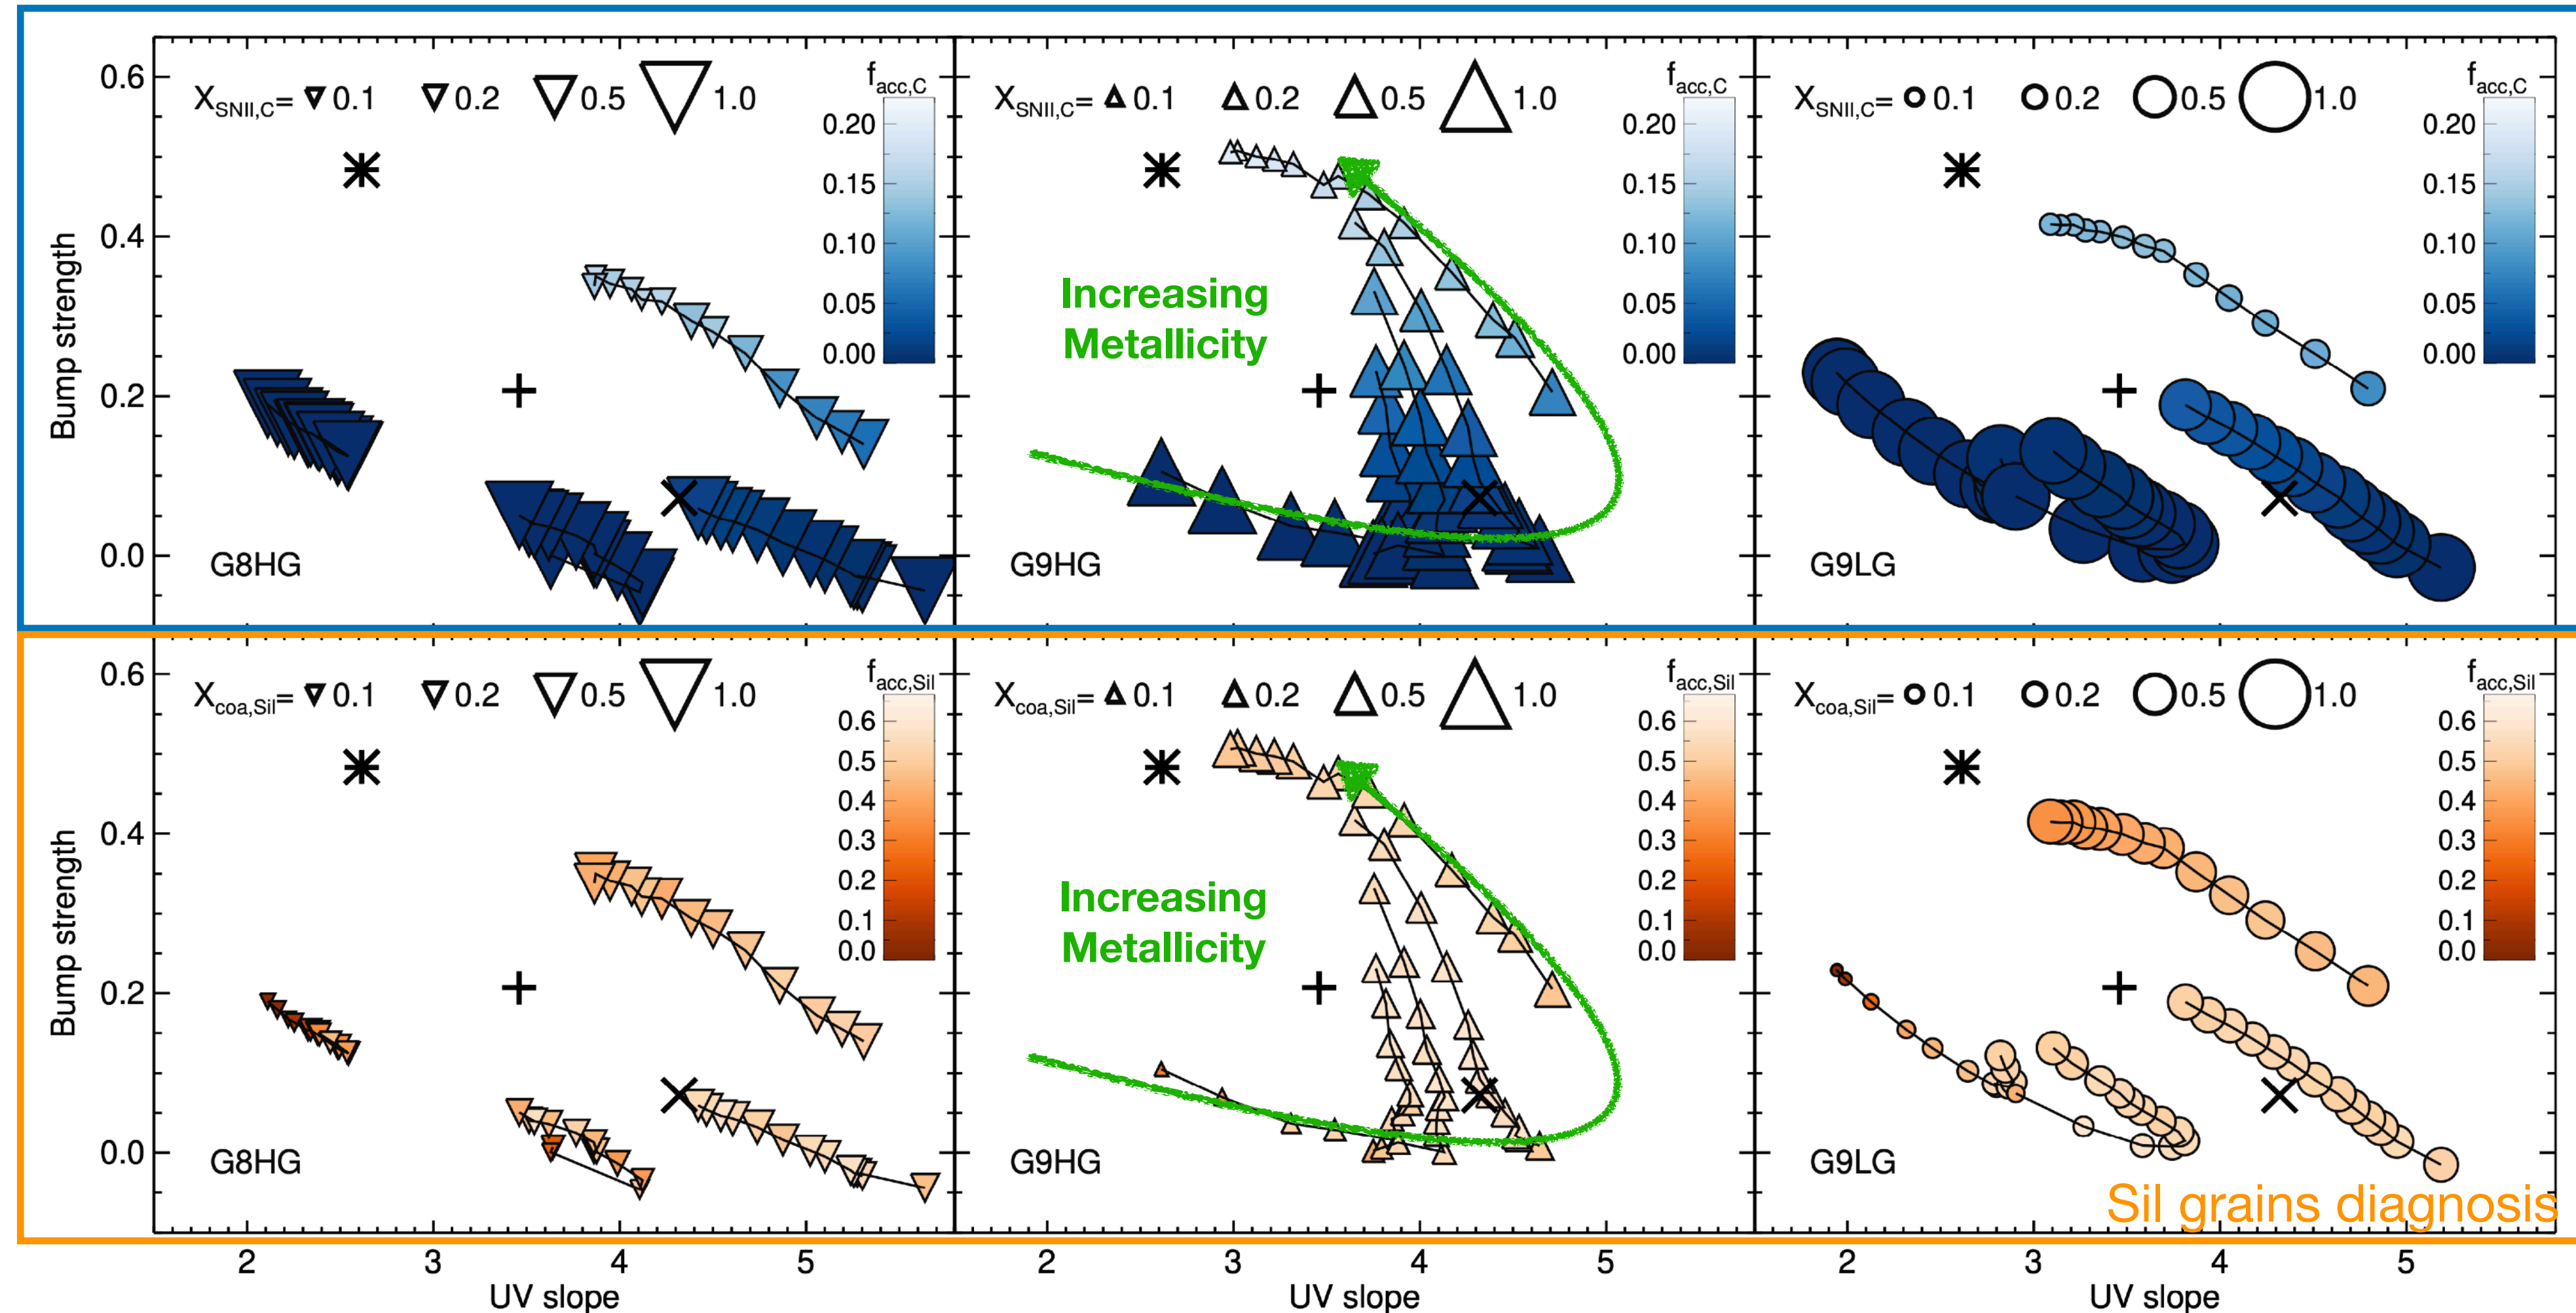 X_SNII,C= 0.1 0.2 0.5 1.0 f_acc,C
0.20
0.15
0.10
0.05
0.00
G8HG
X_SNII,C= 0.1 0.2 0.5 1.0 f_acc,C
0.20
0.15
0.10
0.05
0.00
Increasing
Metallicity
G9HG
X_SNII,C= 0.1 0.2 0.5 1.0 f_acc,C
0.20
0.15
0.10
0.05
0.00
G9LG
0.6
0.4
0.2
0.0
Bump strength
X_coa,Sil= 0.1 0.2 0.5 1.0 f_acc,Sil
0.6
0.5
0.4
0.3
0.2
0.1
0.0
G8HG
X_coa,Sil= 0.1 0.2 0.5 1.0 f_acc,Sil
0.6
0.5
0.4
0.3
0.2
0.1
0.0
Increasing
Metallicity
G9HG
X_coa,Sil= 0.1 0.2 0.5 1.0 f_acc,Sil
0.6
0.5
0.4
0.3
0.2
0.1
0.0
G9LG
Sil grains diagnosis
0.6
0.4
0.2
0.0
Bump strength
2 3 4 5
UV slope
2 3 4 5
UV slope
2 3 4 5
UV slope